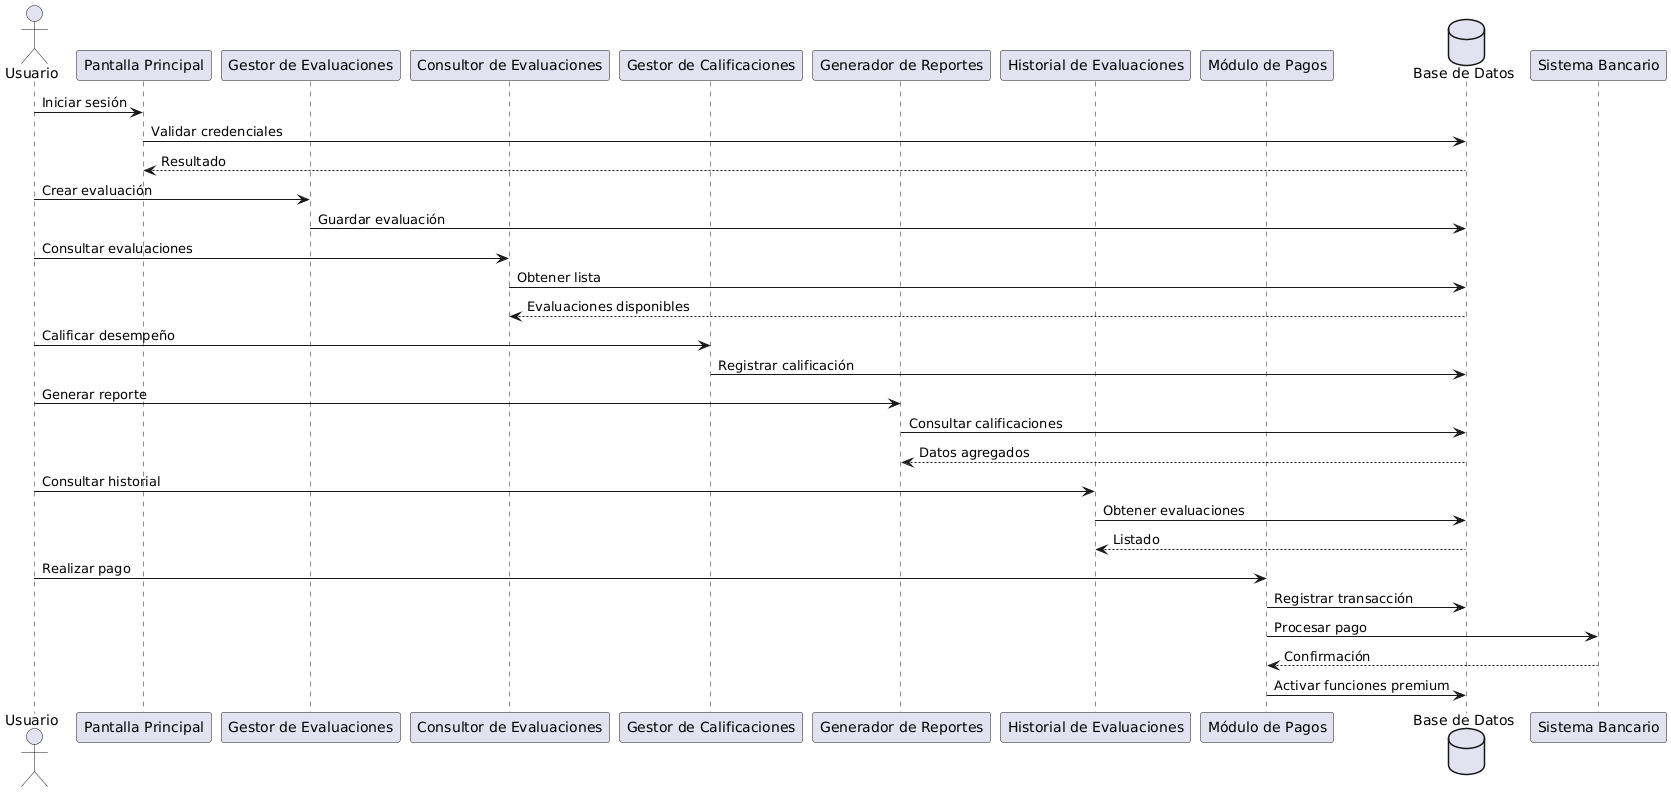 Usuario
Pantalla Principal
Gestor de Evaluaciones
Consultor de Evaluaciones
Gestor de Calificaciones
Generador de Reportes
Historial de Evaluaciones
Módulo de Pagos
Base de Datos
Sistema Bancario
Iniciar sesión
Validar credenciales
Resultado
Crear evaluación
Guardar evaluación
Consultar evaluaciones
Obtener lista
Evaluaciones disponibles
Calificar desempeño
Registrar calificación
Generar reporte
Consultar calificaciones
Datos agregados
Consultar historial
Obtener evaluaciones
Listado
Realizar pago
Registrar transacción
Procesar pago
Confirmación
Activar funciones premium
Usuario
Pantalla Principal
Gestor de Evaluaciones
Consultor de Evaluaciones
Gestor de Calificaciones
Generador de Reportes
Historial de Evaluaciones
Módulo de Pagos
Base de Datos
Sistema Bancario